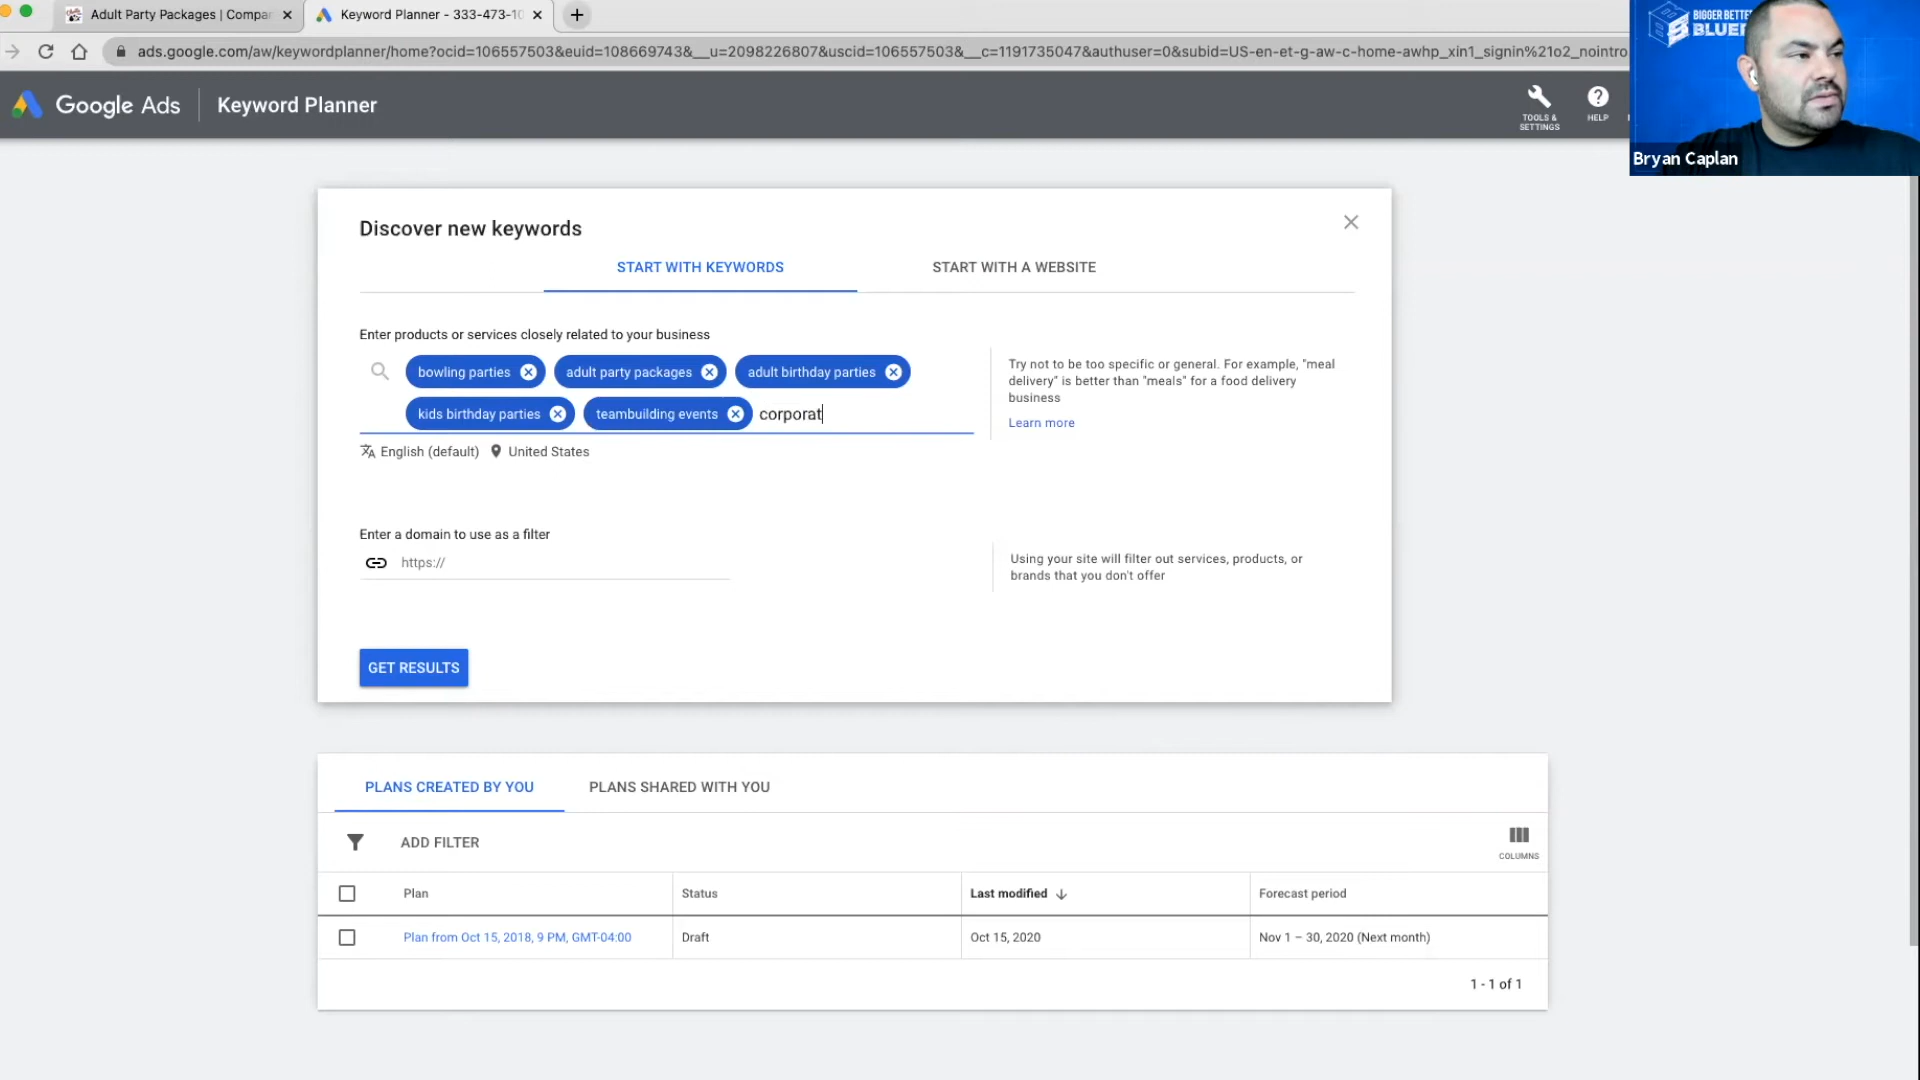 Adult Party Packages | Compa
Keyword Planner - 333-473-10
ads.google.com/aw/keywordplanner/home?ocid=106557503&euid=108669743&__u=2098226807&uscid=106557503&__c=1191735047&authuser=0&subid=US-en-et-g-aw-c-home-awhp_xin1_signin%21o2_nointro
BIGGER BETTE
BLUE
Google Ads
Keyword Planner
TOOLS &
SETTINGS
HELP
Bryan Caplan
Discover new keywords
START WITH KEYWORDS
START WITH A WEBSITE
Enter products or services closely related to your business
bowling parties
adult party packages
adult birthday parties
kids birthday parties
teambuilding events
corporat
Try not to be too specific or general. For example, "meal
delivery" is better than "meals" for a food delivery
business
Learn more
English (default)
United States
Enter a domain to use as a filter
https://
Using your site will filter out services, products, or
brands that you don't offer
GET RESULTS
PLANS CREATED BY YOU
PLANS SHARED WITH YOU
ADD FILTER
COLUMNS
Plan
Status
Last modified
Forecast period
Plan from Oct 15, 2018, 9 PM, GMT-04:00
Draft
Oct 15, 2020
Nov 1 – 30, 2020 (Next month)
1 - 1 of 1